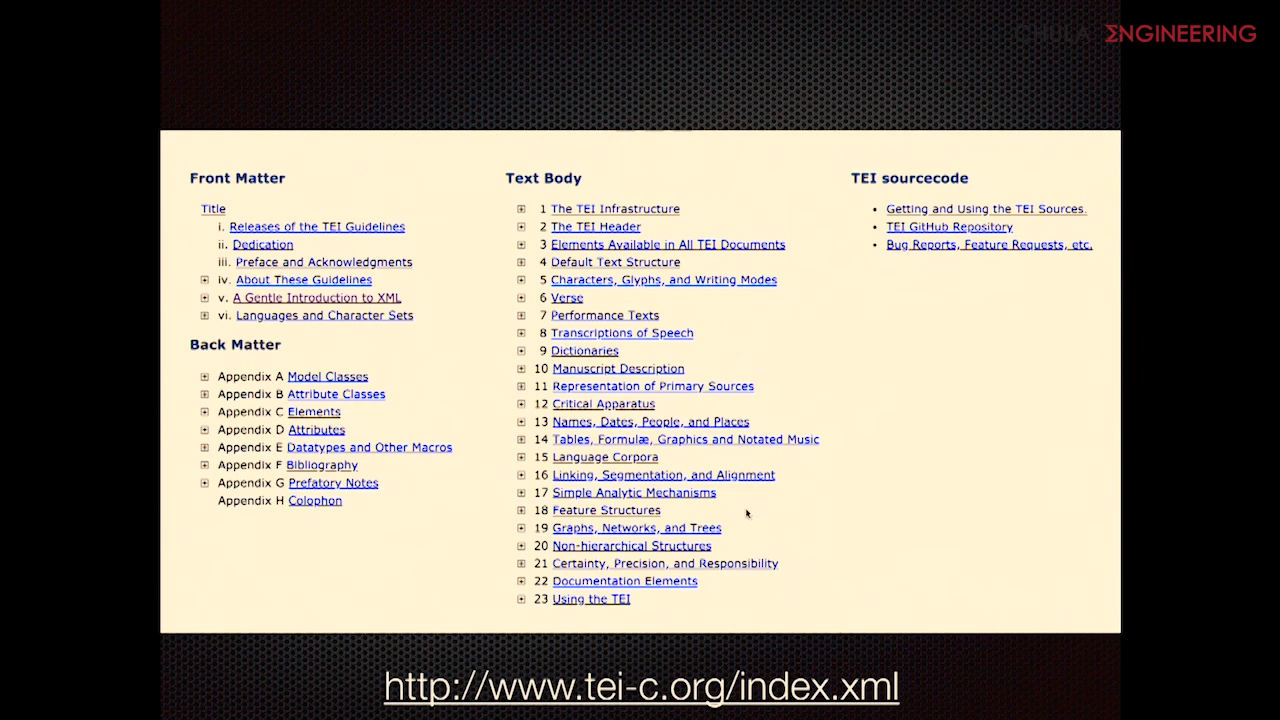 CHULA ΣNGINEERING
Front Matter
Title
i. Releases of the TEI Guidelines
ii. Dedication
iii. Preface and Acknowledgments
iv. About These Guidelines
v. A Gentle Introduction to XML
vi. Languages and Character Sets
Back Matter
Appendix A Model Classes
Appendix B Attribute Classes
Appendix C Elements
Appendix D Attributes
Appendix E Datatypes and Other Macros
Appendix F Bibliography
Appendix G Prefatory Notes
Appendix H Colophon
Text Body
1 The TEI Infrastructure
2 The TEI Header
3 Elements Available in All TEI Documents
4 Default Text Structure
5 Characters, Glyphs, and Writing Modes
6 Verse
7 Performance Texts
8 Transcriptions of Speech
9 Dictionaries
10 Manuscript Description
11 Representation of Primary Sources
12 Critical Apparatus
13 Names, Dates, People, and Places
14 Tables, Formulæ, Graphics and Notated Music
15 Language Corpora
16 Linking, Segmentation, and Alignment
17 Simple Analytic Mechanisms
18 Feature Structures
19 Graphs, Networks, and Trees
20 Non-hierarchical Structures
21 Certainty, Precision, and Responsibility
22 Documentation Elements
23 Using the TEI
TEI sourcecode
• Getting and Using the TEI Sources.
• TEI GitHub Repository
• Bug Reports, Feature Requests, etc.
http://www.tei-c.org/index.xml